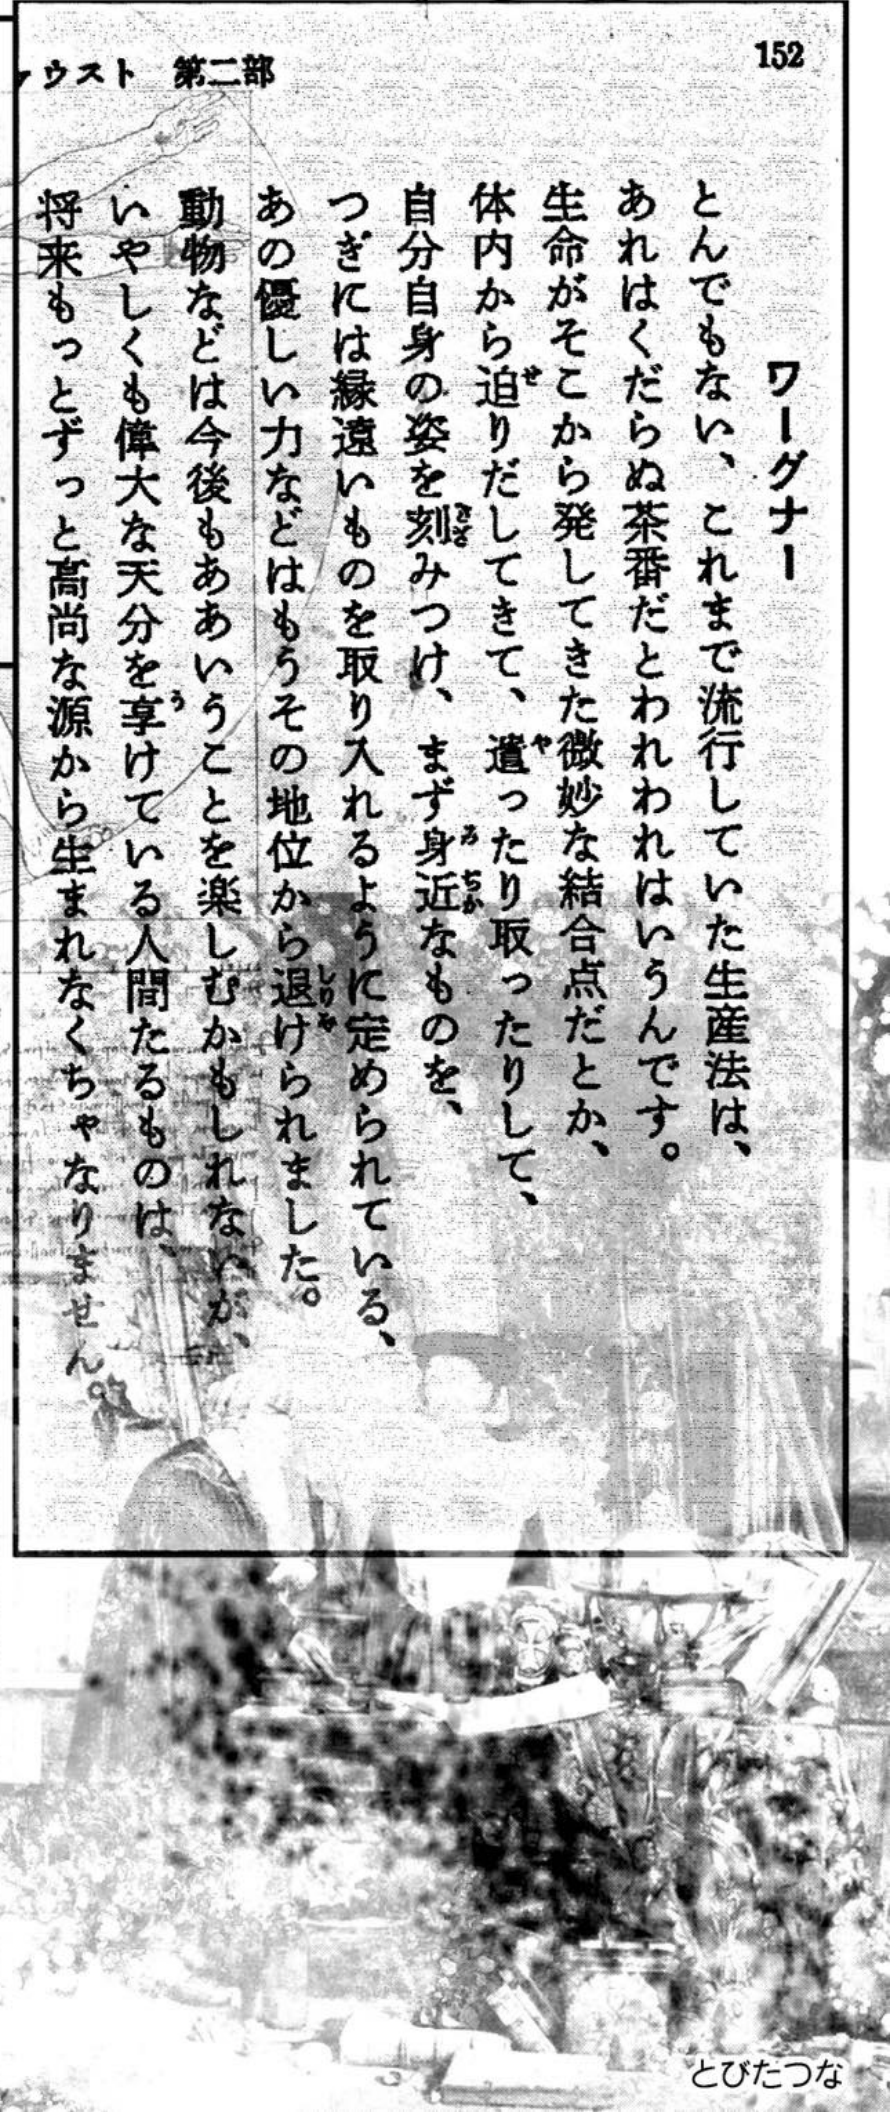 152
ァウスト 第二部
ワーグナー
とんでもない、これまで流行していた生産法は、
あれはくだらぬ茶番だとわれわれはいうんです。
生命がそこから発してきた微妙な結合点だとか、
体内から迫りだしてきて、遣ったり取ったりして、
自分自身の姿を刻みつけ、まず身近なものを、
つぎには縁遠いものを取り入れるように定められている、
あの優しい力などはもうその地位から退けられました。
動物などは今後もああいうことを楽しむかもしれないが、
いやしくも偉大な天分を享けている人間たるものは、
将来もっとずっと高尚な源から生まれなくちゃなりません。
とびたつな